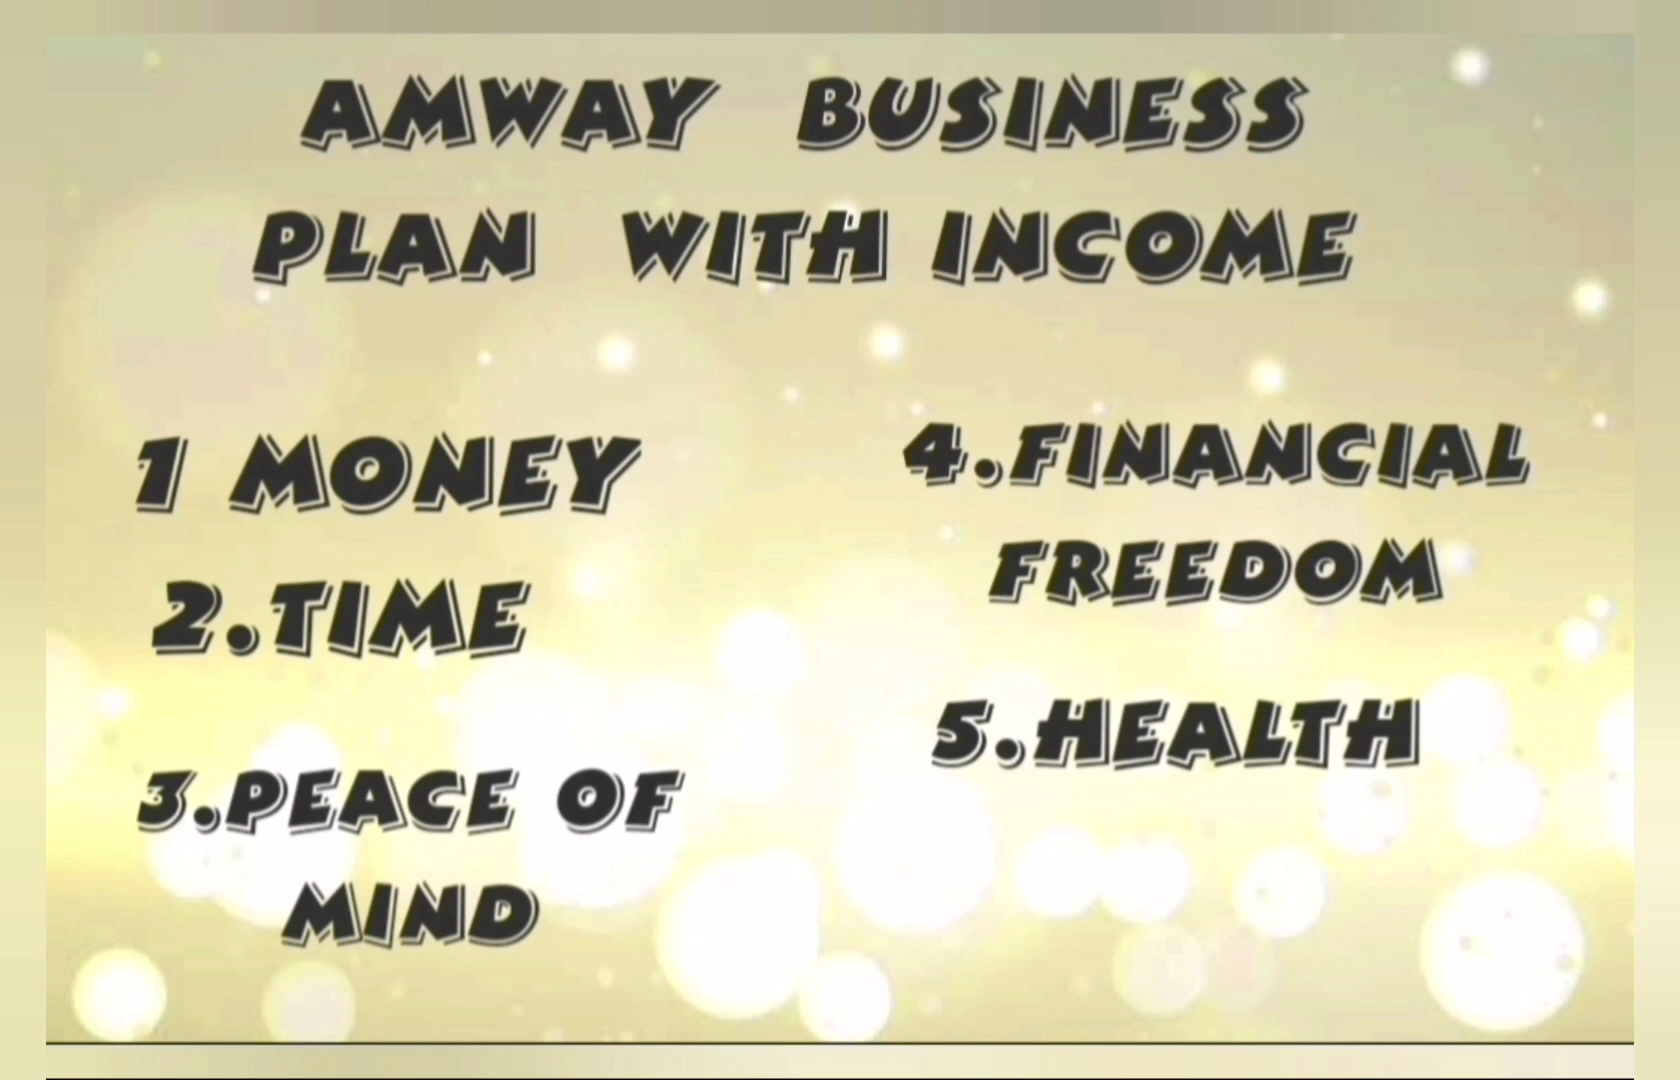 AMWAY BUSINESS
PLAN WITH INCOME
1 MONEY
2.TIME
3.PEACE OF
MIND
4.FINANCIAL
FREEDOM
5.HEALTH